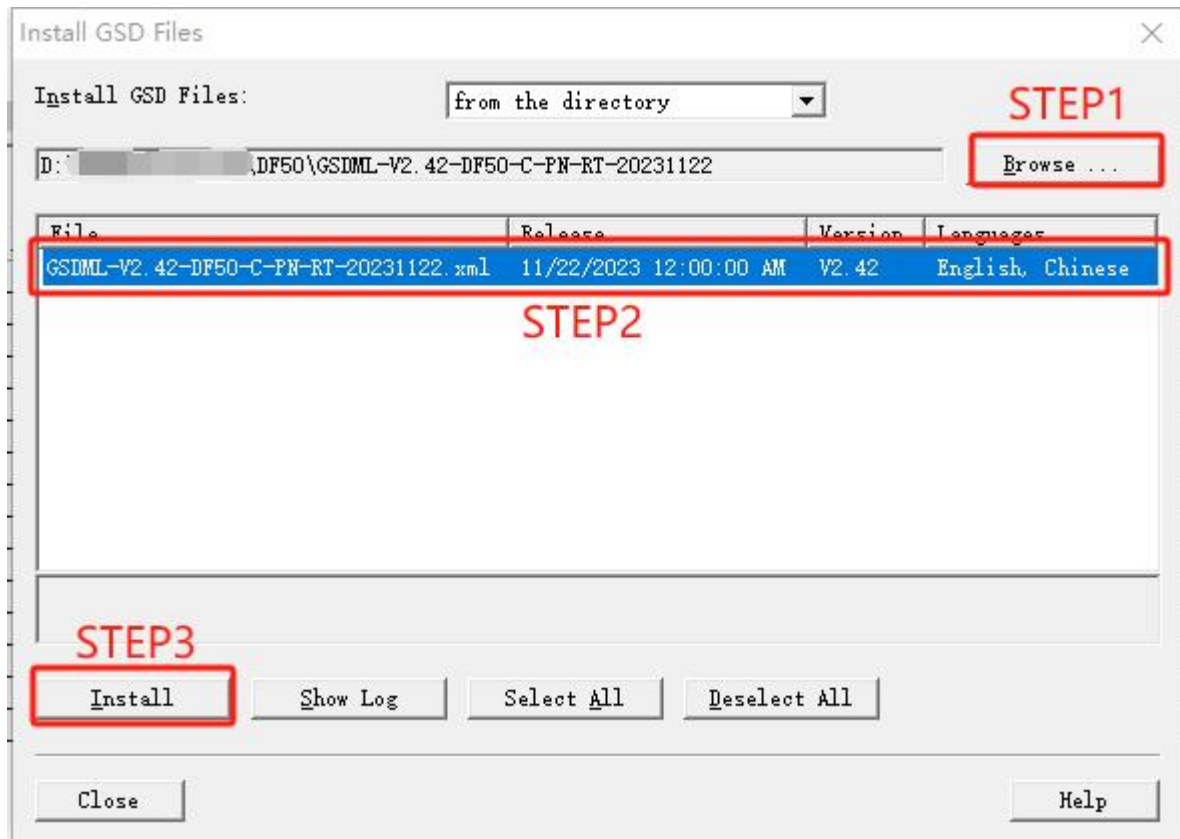 Install GSD Files
Install GSD Files: from the directory
STEP1
D:\ \DF50\GSDML-V2.42-DF50-C-PN-RT-20231122 Browse ...
File Release Version Languages
GSDML-V2.42-DF50-C-PN-RT-20231122.xml 11/22/2023 12:00:00 AM V2.42 English, Chinese
STEP2
STEP3
Install Show Log Select All Deselect All
Close Help